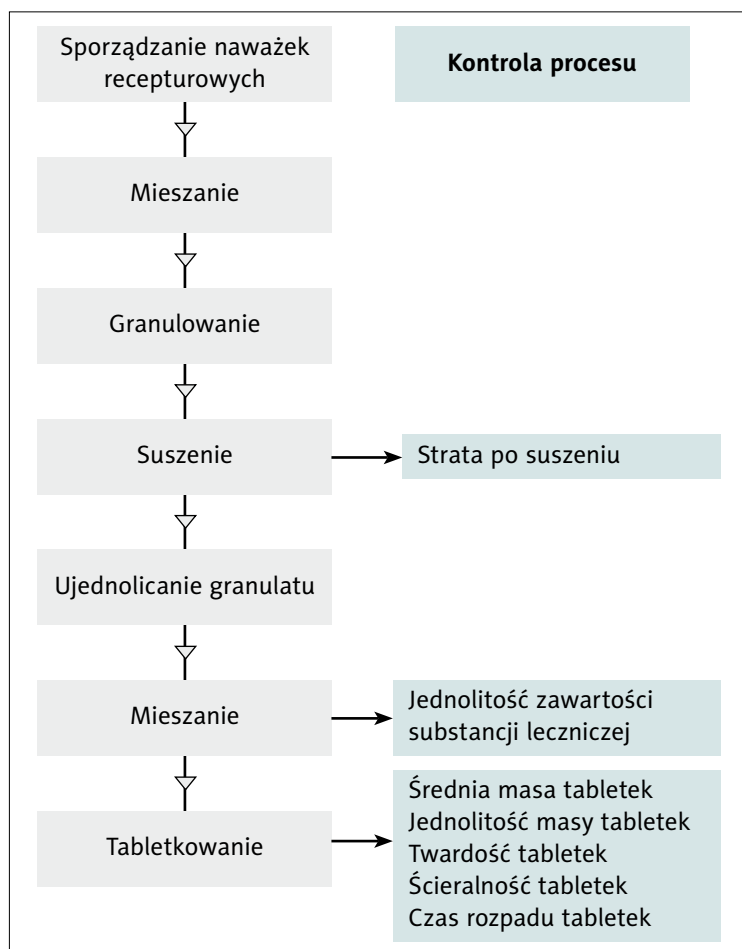 Sporządzanie naważek
recepturowych
Kontrola procesu
Mieszanie
Granulowanie
Suszenie
Strata po suszeniu
Ujednolicanie granulatu
Mieszanie
Jednolitość zawartości
substancji leczniczej
Tabletkowanie
Średnia masa tabletek
Jednolitość masy tabletek
Twardość tabletek
Ścieralność tabletek
Czas rozpadu tabletek